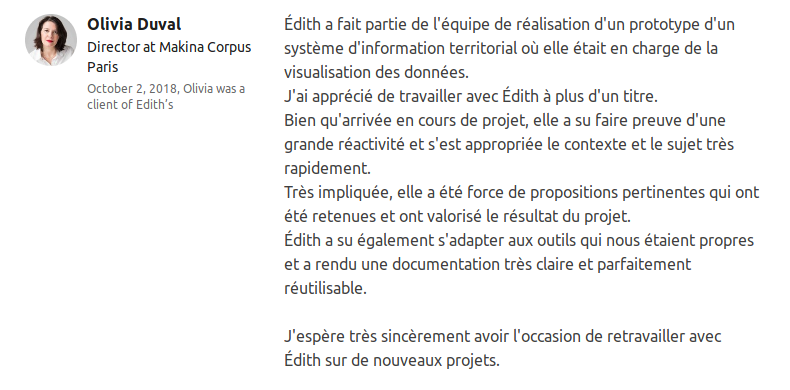 Olivia Duval
Director at Makina Corpus
Paris
October 2, 2018, Olivia was a
client of Edith's
Édith a fait partie de l'équipe de réalisation d'un prototype d'un
système d'information territorial où elle était en charge de la
visualisation des données.
J'ai apprécié de travailler avec Édith à plus d'un titre.
Bien qu'arrivée en cours de projet, elle a su faire preuve d'une
grande réactivité et s'est appropriée le contexte et le sujet très
rapidement.
Très impliquée, elle a été force de propositions pertinentes qui ont
été retenues et ont valorisé le résultat du projet.
Édith a su également s'adapter aux outils qui nous étaient propres
et a rendu une documentation très claire et parfaitement
réutilisable.
J'espère très sincèrement avoir l'occasion de retravailler avec
Édith sur de nouveaux projets.